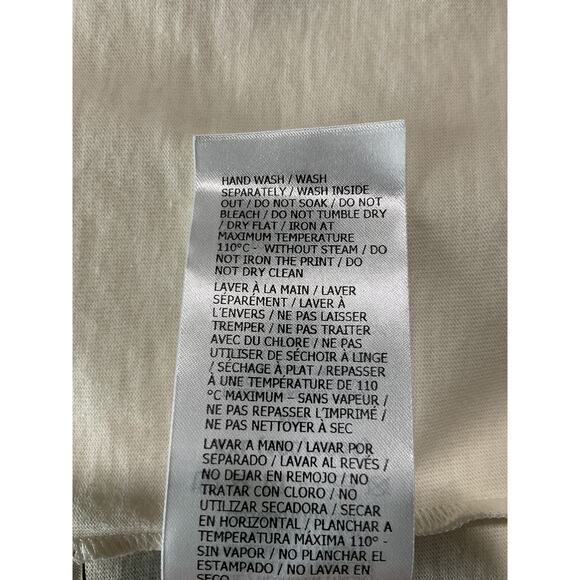 HAND WASH / WASH
SEPARATELY / WASH INSIDE
OUT / DO NOT SOAK / DO NOT
BLEACH / DO NOT TUMBLE DRY
/ DRY FLAT / IRON AT
MAXIMUM TEMPERATURE
110°C - WITHOUT STEAM / DO
NOT IRON THE PRINT / DO
NOT DRY CLEAN
LAVER À LA MAIN / LAVER
SÉPARÉMENT / LAVER À
L'ENVERS / NE PAS LAISSER
TREMPER / NE PAS TRAITER
AVEC DU CHLORE / NE PAS
UTILISER DE SÉCHOIR À LINGE
/ SÉCHAGE À PLAT / REPASSER
À UNE TEMPÉRATURE DE 110
°C MAXIMUM – SANS VAPEUR /
NE PAS REPASSER L'IMPRIMÉ /
NE PAS NETTOYER À SEC
LAVAR A MANO / LAVAR POR
SEPARADO / LAVAR AL REVÉS /
NO DEJAR EN REMOJO / NO
TRATAR CON CLORO / NO
UTILIZAR SECADORA / SECAR
EN HORIZONTAL / PLANCHAR A
TEMPERATURA MÁXIMA 110° -
SIN VAPOR / NO PLANCHAR EL
ESTAMPADO / NO LAVAR EN
SECO